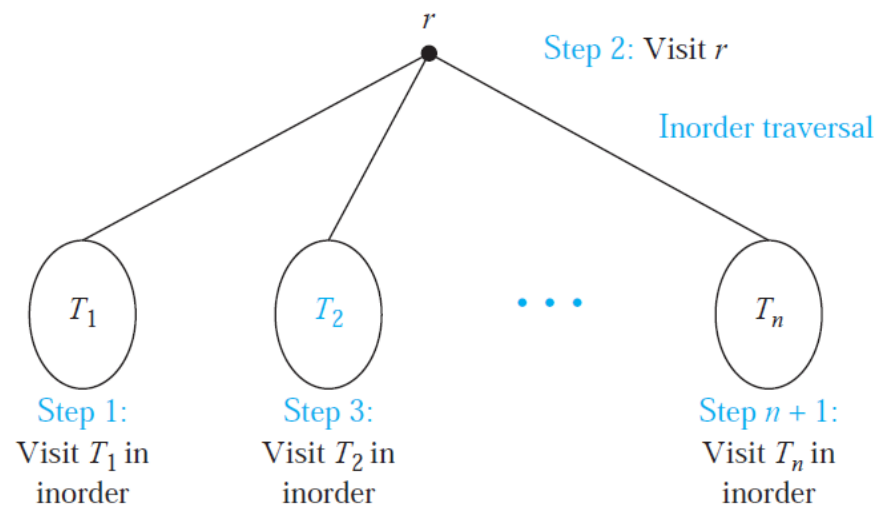 r
Step 2: Visit r
Inorder traversal
T1
T2
Tn
Step 1:
Visit T1 in
inorder
Step 3:
Visit T2 in
inorder
Step n + 1:
Visit Tn in
inorder